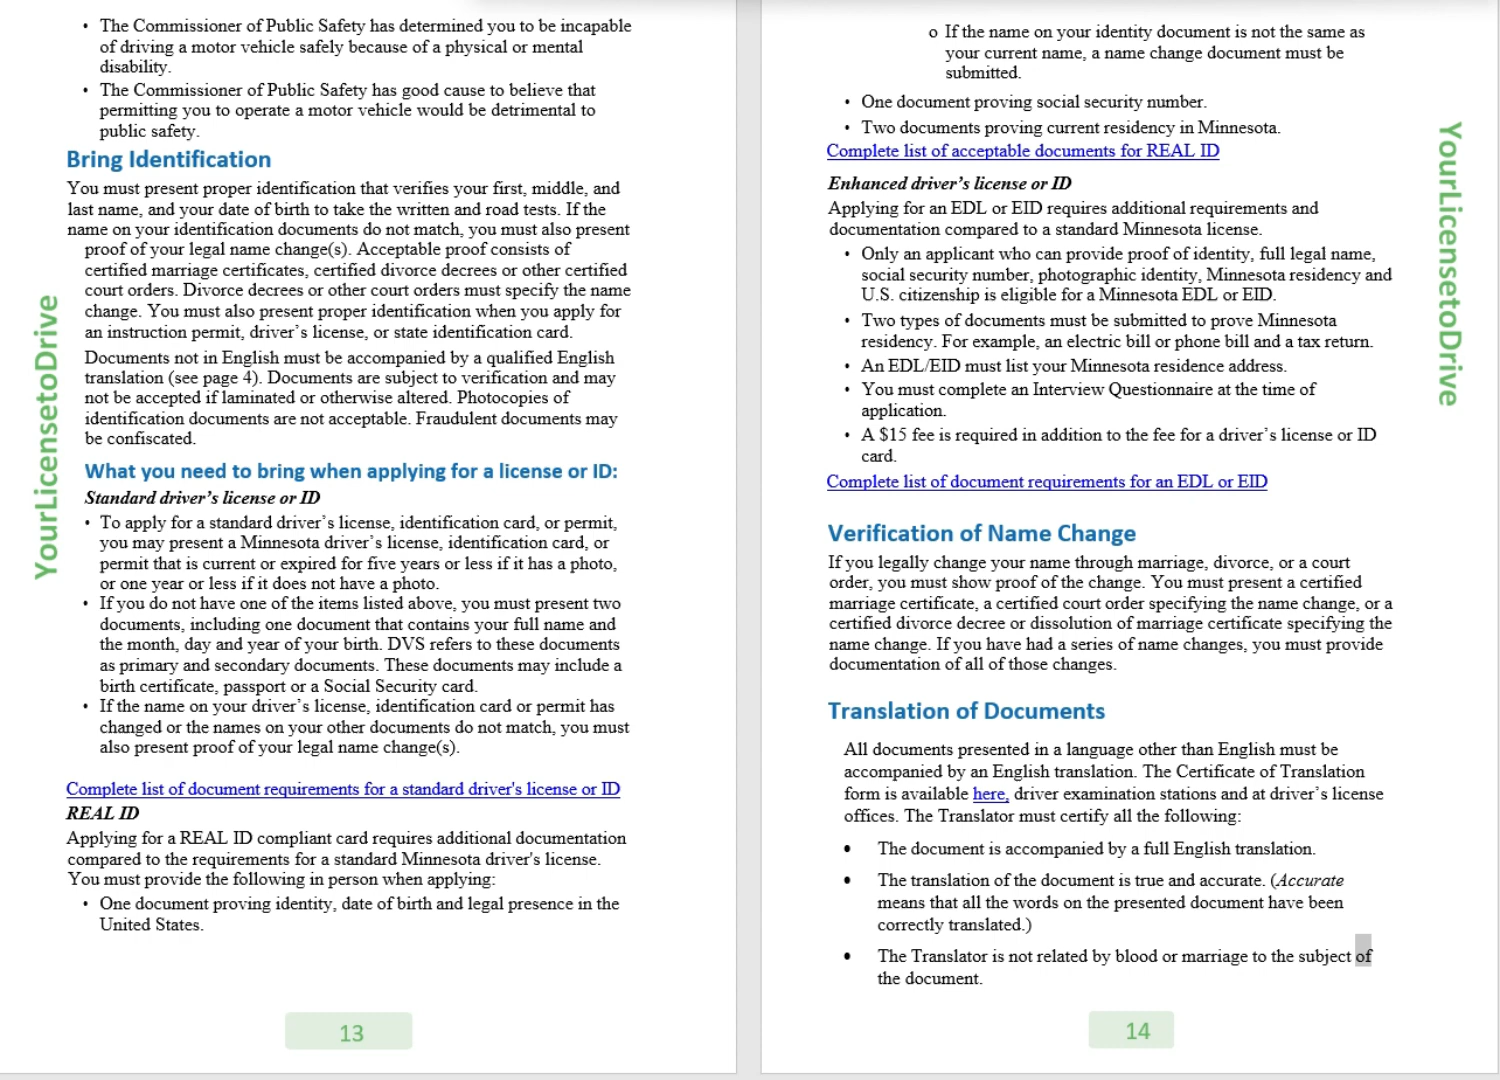 • The Commissioner of Public Safety has determined you to be incapable
of driving a motor vehicle safely because of a physical or mental
disability.
• The Commissioner of Public Safety has good cause to believe that
permitting you to operate a motor vehicle would be detrimental to
public safety.
Bring Identification
You must present proper identification that verifies your first, middle, and
last name, and your date of birth to take the written and road tests. If the
name on your identification documents do not match, you must also present
proof of your legal name change(s). Acceptable proof consists of
certified marriage certificates, certified divorce decrees or other certified
court orders. Divorce decrees or other court orders must specify the name
change. You must also present proper identification when you apply for
an instruction permit, driver's license, or state identification card.
Documents not in English must be accompanied by a qualified English
translation (see page 4). Documents are subject to verification and may
not be accepted if laminated or otherwise altered. Photocopies of
identification documents are not acceptable. Fraudulent documents may
be confiscated.
What you need to bring when applying for a license or ID:
Standard driver's license or ID
• To apply for a standard driver's license, identification card, or permit,
you may present a Minnesota driver's license, identification card, or
permit that is current or expired for five years or less if it has a photo,
or one year or less if it does not have a photo.
• If you do not have one of the items listed above, you must present two
documents, including one document that contains your full name and
the month, day and year of your birth. DVS refers to these documents
as primary and secondary documents. These documents may include a
birth certificate, passport or a Social Security card.
• If the name on your driver's license, identification card or permit has
changed or the names on your other documents do not match, you must
also present proof of your legal name change(s).
Complete list of document requirements for a standard driver's license or ID
REAL ID
Applying for a REAL ID compliant card requires additional documentation
compared to the requirements for a standard Minnesota driver's license.
You must provide the following in person when applying:
• One document proving identity, date of birth and legal presence in the
United States.
YourLicensetoDrive
13
o If the name on your identity document is not the same as
your current name, a name change document must be
submitted.
• One document proving social security number.
• Two documents proving current residency in Minnesota.
Complete list of acceptable documents for REAL ID
Enhanced driver's license or ID
Applying for an EDL or EID requires additional requirements and
documentation compared to a standard Minnesota license.
• Only an applicant who can provide proof of identity, full legal name,
social security number, photographic identity, Minnesota residency and
U.S. citizenship is eligible for a Minnesota EDL or EID.
• Two types of documents must be submitted to prove Minnesota
residency. For example, an electric bill or phone bill and a tax return.
• An EDL/EID must list your Minnesota residence address.
• You must complete an Interview Questionnaire at the time of
application.
• A $15 fee is required in addition to the fee for a driver's license or ID
card.
Complete list of document requirements for an EDL or EID
Verification of Name Change
If you legally change your name through marriage, divorce, or a court
order, you must show proof of the change. You must present a certified
marriage certificate, a certified court order specifying the name change, or a
certified divorce decree or dissolution of marriage certificate specifying the
name change. If you have had a series of name changes, you must provide
documentation of all of those changes.
Translation of Documents
All documents presented in a language other than English must be
accompanied by an English translation. The Certificate of Translation
form is available here, driver examination stations and at driver's license
offices. The Translator must certify all the following:
• The document is accompanied by a full English translation.
• The translation of the document is true and accurate. (Accurate
means that all the words on the presented document have been
correctly translated.)
• The Translator is not related by blood or marriage to the subject of
the document.
YourLicensetoDrive
14